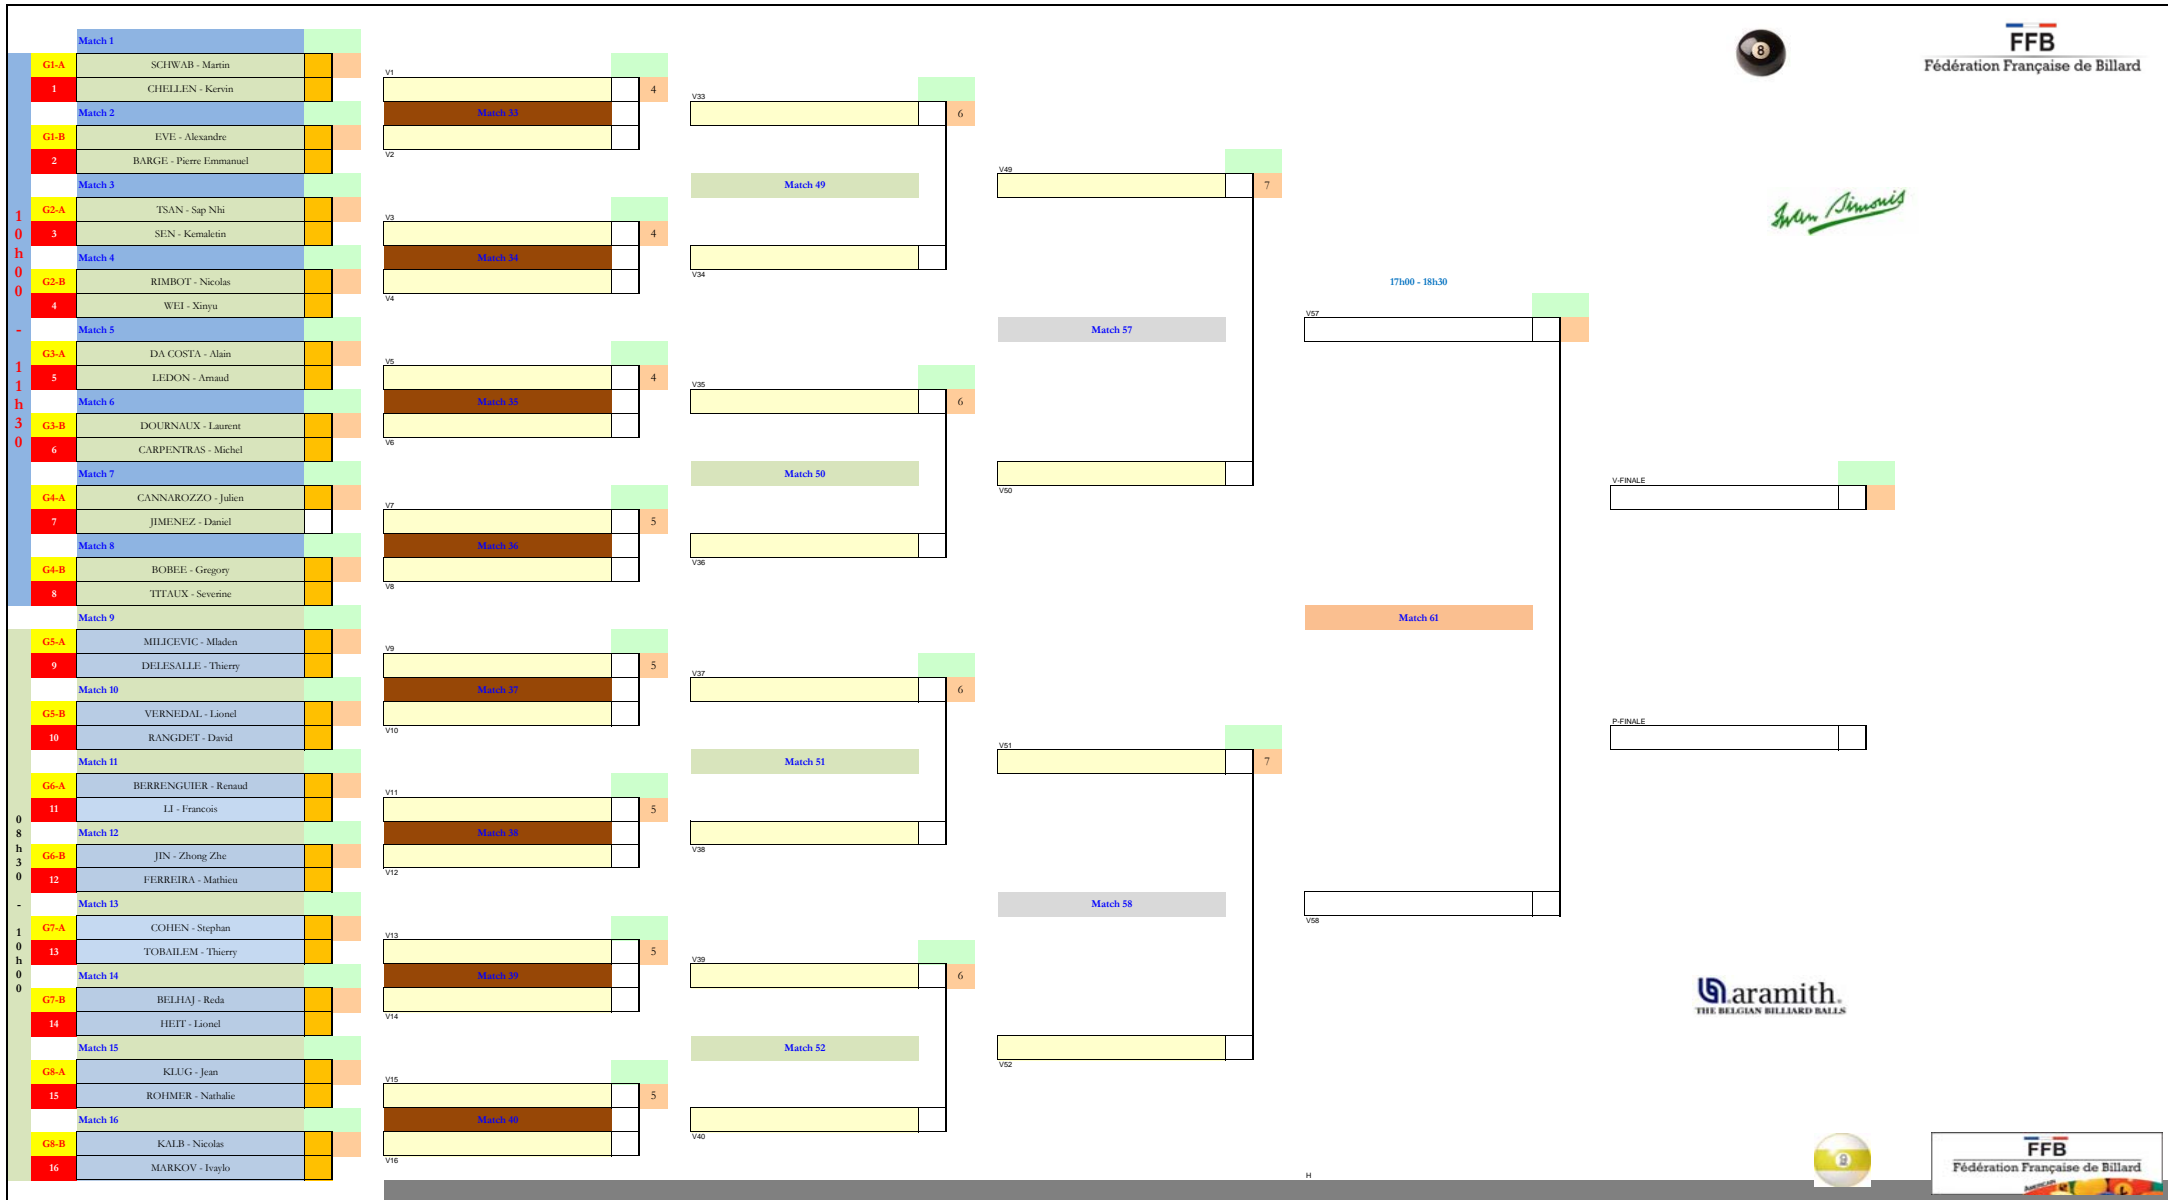 Match 1
G1-A SCHWAB - Martin
1 CHELLEN - Kervin
Match 2
G1-B EVE - Alexandre
2 BARGE - Pierre Emmanuel
Match 3
G2-A TSAN - Sap Nhi
3 SEN - Kemaletin
Match 4
G2-B RIMBOT - Nicolas
4 WEI - Xinyu
Match 5
G3-A DA COSTA - Alain
5 LEDON - Arnaud
Match 6
G3-B DOURNAUX - Laurent
6 CARPENTRAS - Michel
Match 7
G4-A CANNAROZZO - Julien
7 JIMENEZ - Daniel
Match 8
G4-B BOBEE - Gregory
8 TITAUX - Severine
10h00 - 11h30
Match 9
G5-A MILICEVIC - Mladen
9 DELESALLE - Thierry
Match 10
G5-B VERNEDAL - Lionel
10 RANGDET - David
Match 11
G6-A BERRENGUIER - Renaud
11 LI - Francois
Match 12
G6-B JIN - Zhong Zhe
12 FERREIRA - Mathieu
Match 13
G7-A COHEN - Stephan
13 TOBAILEM - Thierry
Match 14
G7-B BELHAJ - Reda
14 HEIT - Lionel
Match 15
G8-A KLUG - Jean
15 ROHMER - Nathalie
Match 16
G8-B KALB - Nicolas
16 MARKOV - Ivaylo
08h30 - 10h00
V1
4
Match 33
V2
V3
4
Match 34
V4
V5
4
Match 35
V6
V7
5
Match 36
V8
V9
5
Match 37
V10
V11
5
Match 38
V12
V13
5
Match 39
V14
V15
5
Match 40
V16
V33
6
Match 49
V34
V35
6
Match 50
V36
V37
6
Match 51
V38
V39
6
Match 52
V40
V49
7
Match 57
V50
V51
7
Match 58
V52
17h00 - 18h30
V57
Match 61
V58
H
V-FINALE
P-FINALE
8
FFB
Fédération Française de Billard
Iwan Simonis
aramith.
THE BELGIAN BILLIARD BALLS
9
FFB
Fédération Française de Billard